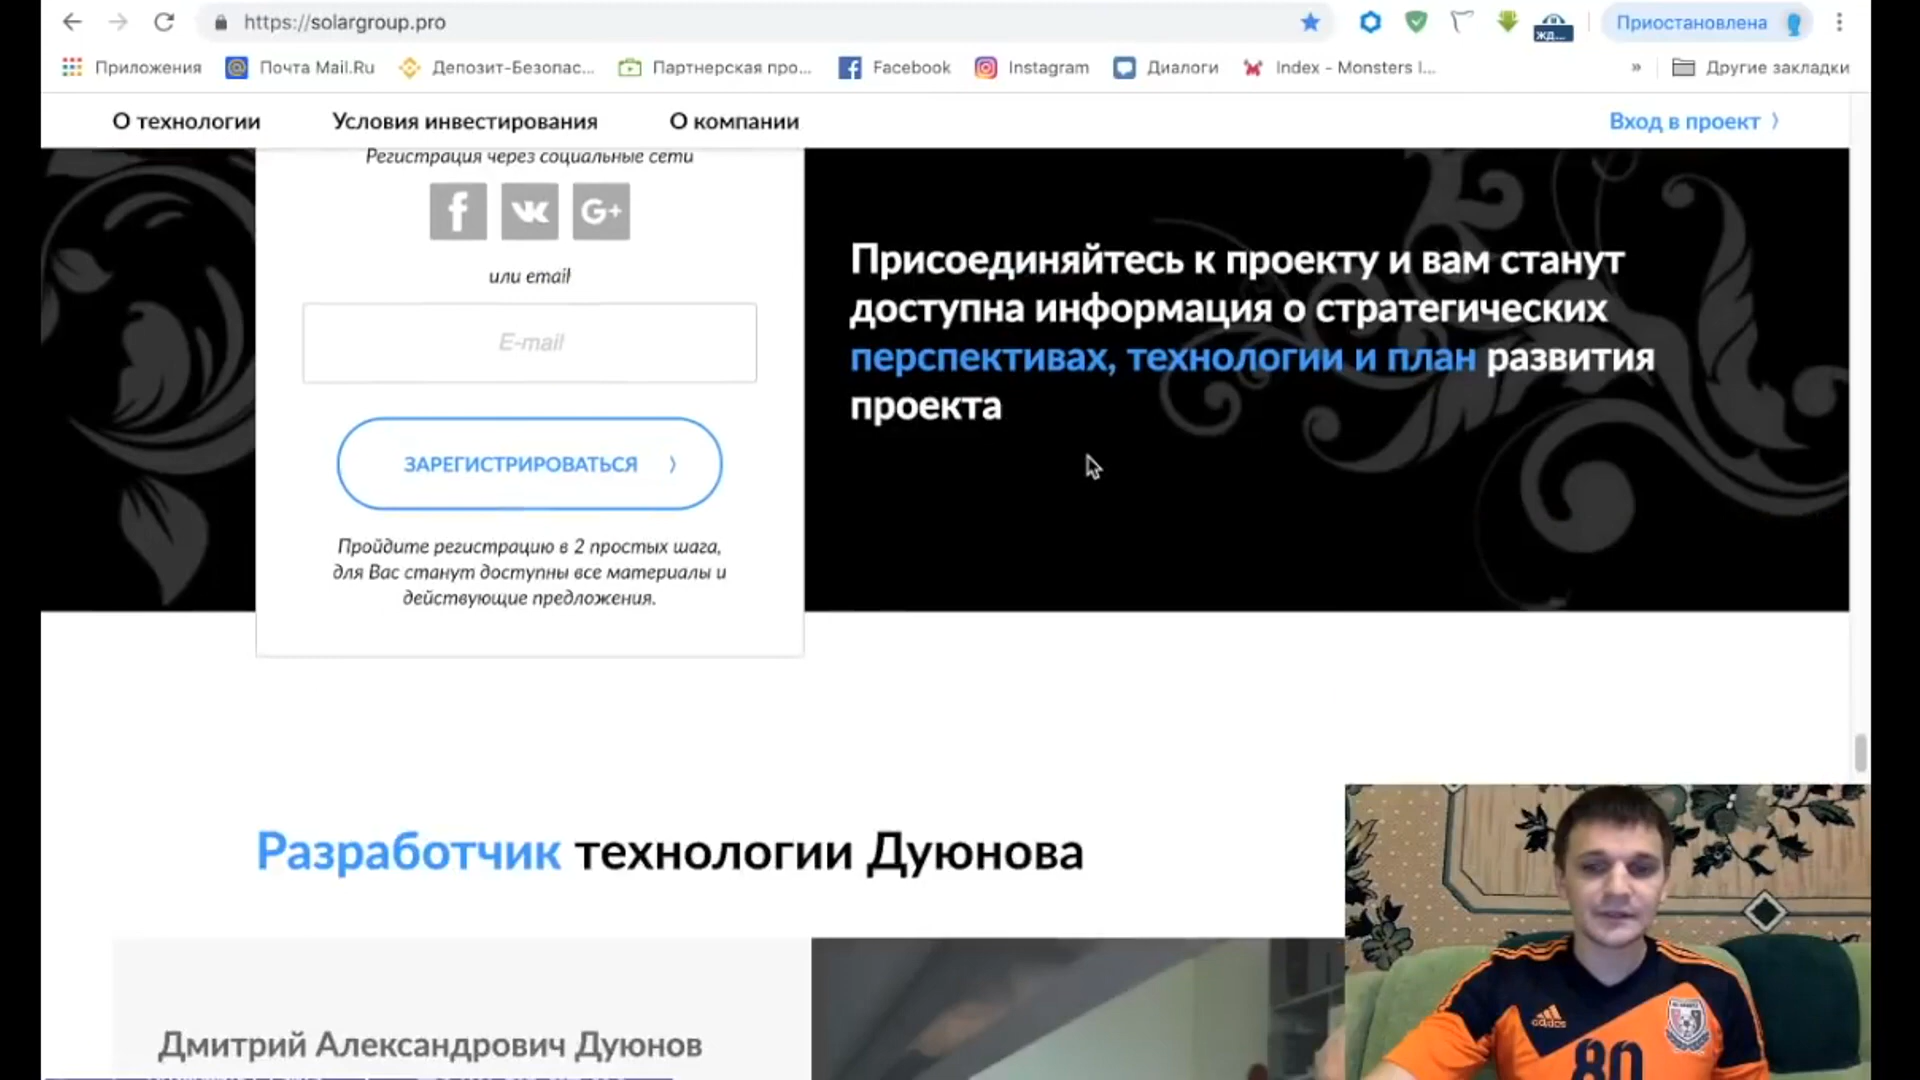 https://solargroup.pro
ЖД...
Приостановлена
Приложения
Почта Mail.Ru
Депозит-Безопас...
Партнерская про...
Facebook
Instagram
Диалоги
Index - Monsters I...
»
Другие закладки
О технологии
Условия инвестирования
О компании
Вход в проект
Регистрация через социальные сети
f
G+
или email
E-mail
ЗАРЕГИСТРИРОВАТЬСЯ
Пройдите регистрацию в 2 простых шага,
для Вас станут доступны все материалы и
действующие предложения.
Присоединяйтесь к проекту и вам станут
доступна информация о стратегических
перспективах, технологии и план развития
проекта
Разработчик технологии Дуюнова
Дмитрий Александрович Дуюнов
adidas
80